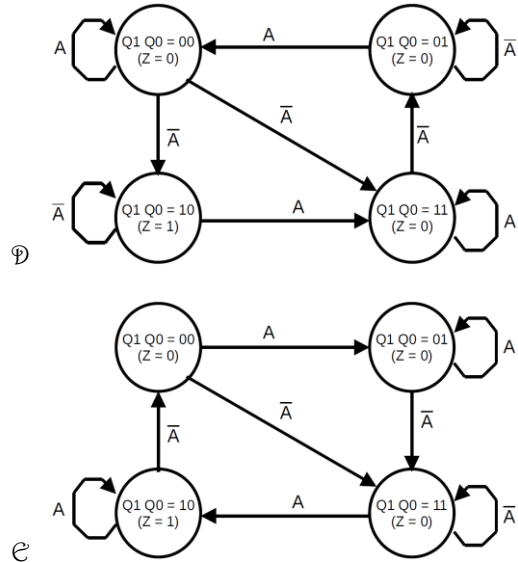 A
Q1 Q0 = 00
(Z = 0)
A
Q1 Q0 = 01
(Z = 0)
A̅
A̅
A̅
A̅
A̅
Q1 Q0 = 10
(Z = 1)
A
Q1 Q0 = 11
(Z = 0)
A
𝔇
Q1 Q0 = 00
(Z = 0)
A
Q1 Q0 = 01
(Z = 0)
A
A̅
A̅
A̅
A
Q1 Q0 = 10
(Z = 1)
A
Q1 Q0 = 11
(Z = 0)
A̅
ℭ